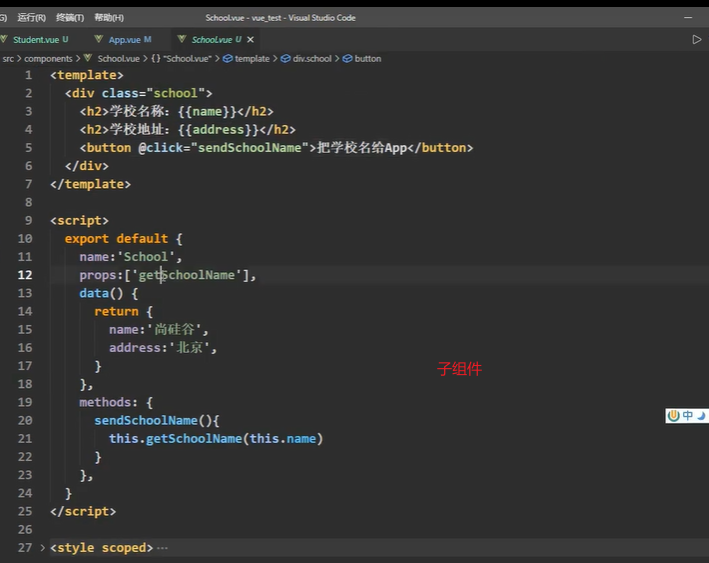 G) 运行(R) 终端(T) 帮助(H) School.vue - vue_test - Visual Studio Code
Student.vue U App.vue M School.vue U ×
src > components > School.vue > {} "School.vue" > template > div.school > button
1 <template>
2 <div class="school">
3 <h2>学校名称：{{name}}</h2>
4 <h2>学校地址：{{address}}</h2>
5 <button @click="sendSchoolName">把学校名给App</button>
6 </div>
7 </template>
8
9 <script>
10 export default {
11 name:'School',
12 props:['getSchoolName'],
13 data() {
14 return {
15 name:'尚硅谷',
16 address:'北京',
17 }
18 },
19 methods: {
20 sendSchoolName(){
21 this.getSchoolName(this.name)
22 }
23 },
24 }
25 </script>
26
27 > <style scoped> ···
子组件
中